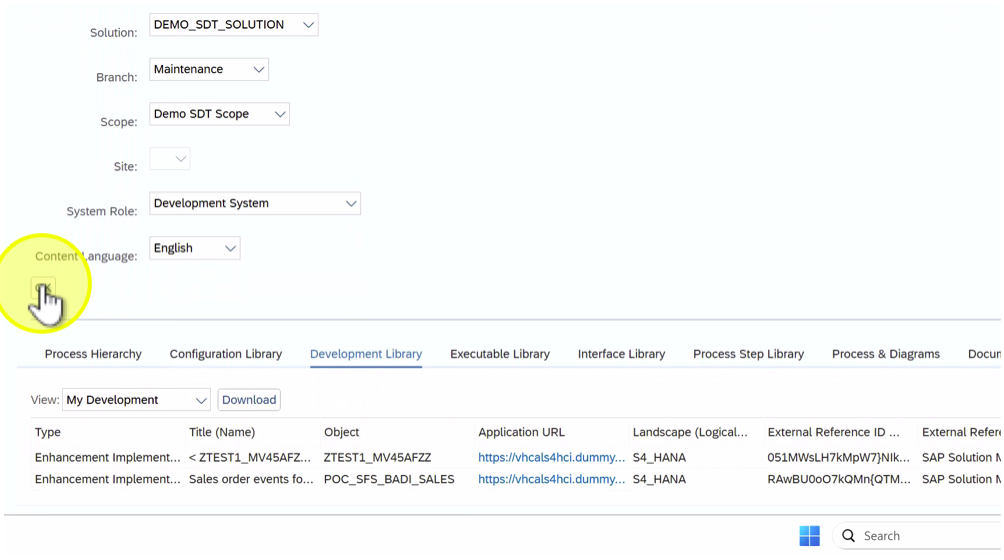 Solution: DEMO_SDT_SOLUTION
Branch: Maintenance
Scope: Demo SDT Scope
Site:
System Role: Development System
Content Language: English
OK
Process Hierarchy Configuration Library Development Library Executable Library Interface Library Process Step Library Process & Diagrams Docum
View: My Development Download
Type Title (Name) Object Application URL Landscape (Logical... External Reference ID ... External Refere
Enhancement Implement... < ZTEST1_MV45AFZ... ZTEST1_MV45AFZZ https://vhcals4hci.dummy... S4_HANA 051MWsLH7kMpW7}NIk... SAP Solution M
Enhancement Implement... Sales order events fo... POC_SFS_BADI_SALES https://vhcals4hci.dummy... S4_HANA RAwBU0oO7kQMn{QTM... SAP Solution M
Search